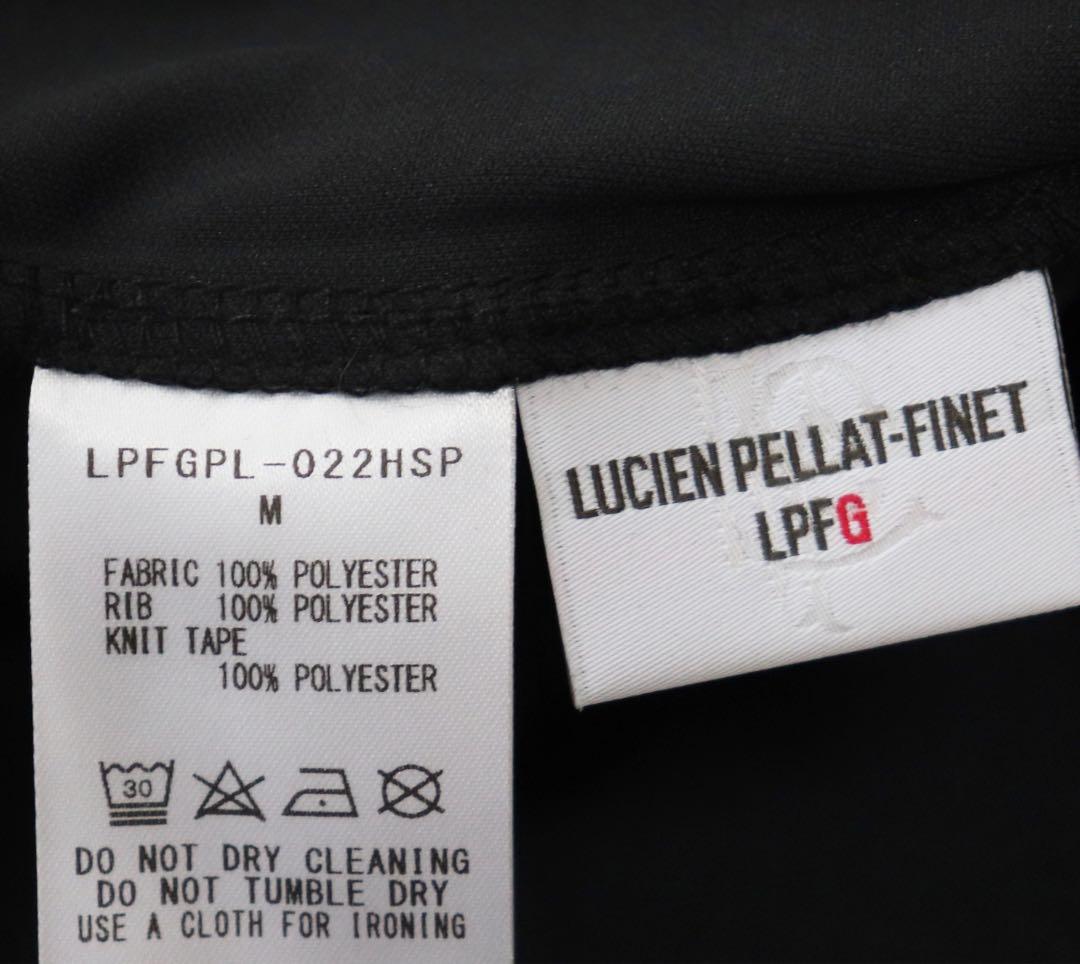 LPFGPL-022HSP
M
FABRIC 100% POLYESTER
RIB 100% POLYESTER
KNIT TAPE
100% POLYESTER
30
DO NOT DRY CLEANING
DO NOT TUMBLE DRY
USE A CLOTH FOR IRONING
LUCIEN PELLAT-FINET
LPFG